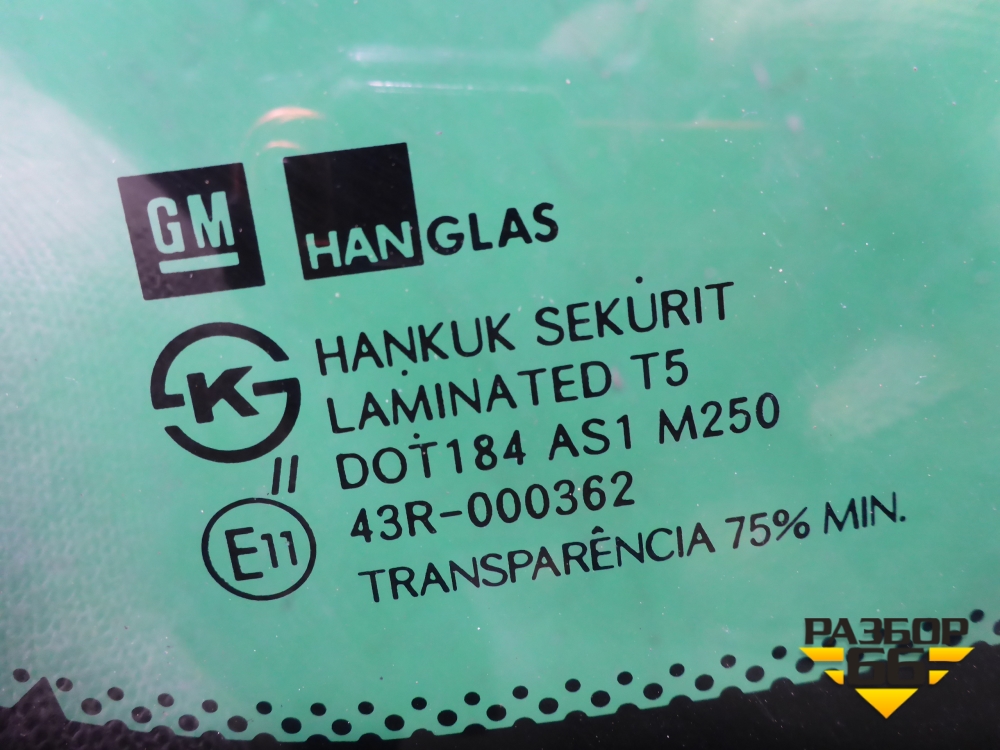 GM HANGLAS
K HANKUK SEKURIT
LAMINATED T5
DOT184 AS1 M250
II
43R-000362
E11
TRANSPARÊNCIA 75% MIN.
РАЗБОР
66